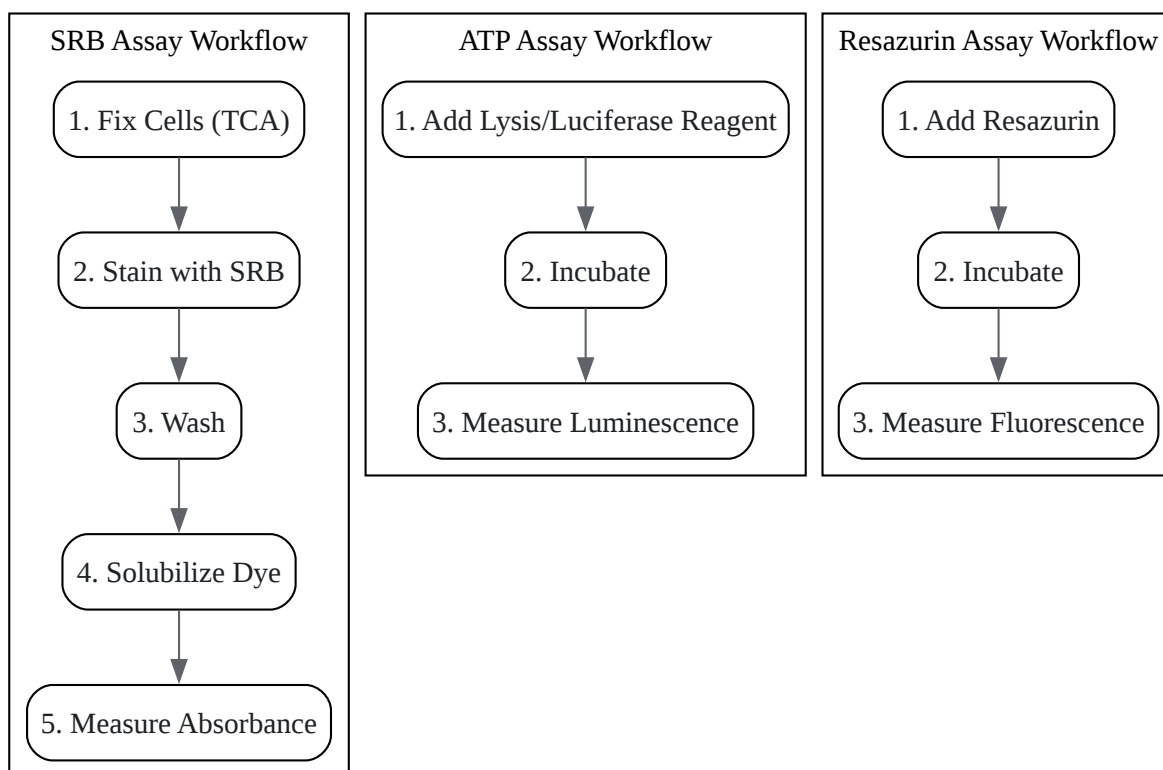 SRB Assay Workflow
1. Fix Cells (TCA)
2. Stain with SRB
3. Wash
4. Solubilize Dye
5. Measure Absorbance
ATP Assay Workflow
1. Add Lysis/Luciferase Reagent
2. Incubate
3. Measure Luminescence
Resazurin Assay Workflow
1. Add Resazurin
2. Incubate
3. Measure Fluorescence